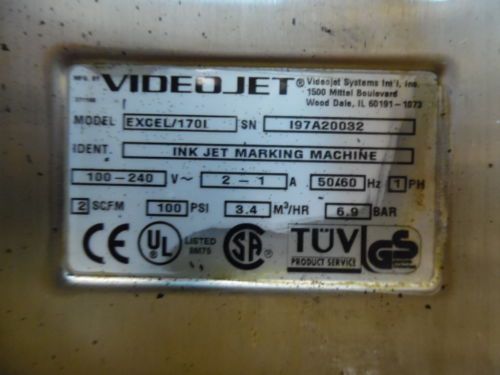 MFG. BY VIDEOJET® Videojet Systems Int'l, Inc.
1500 Mittel Boulevard
Wood Dale, IL 60191-1073
MODEL EXCEL/170I SN I97A20032
IDENT. INK JET MARKING MACHINE
100-240 V~ 2-1 A 50/60 Hz 1 PH
2 SCFM 100 PSI 3.4 M³/HR 6.9 BAR
CE UL LISTED SA TÜV GS
PRODUCT SERVICE